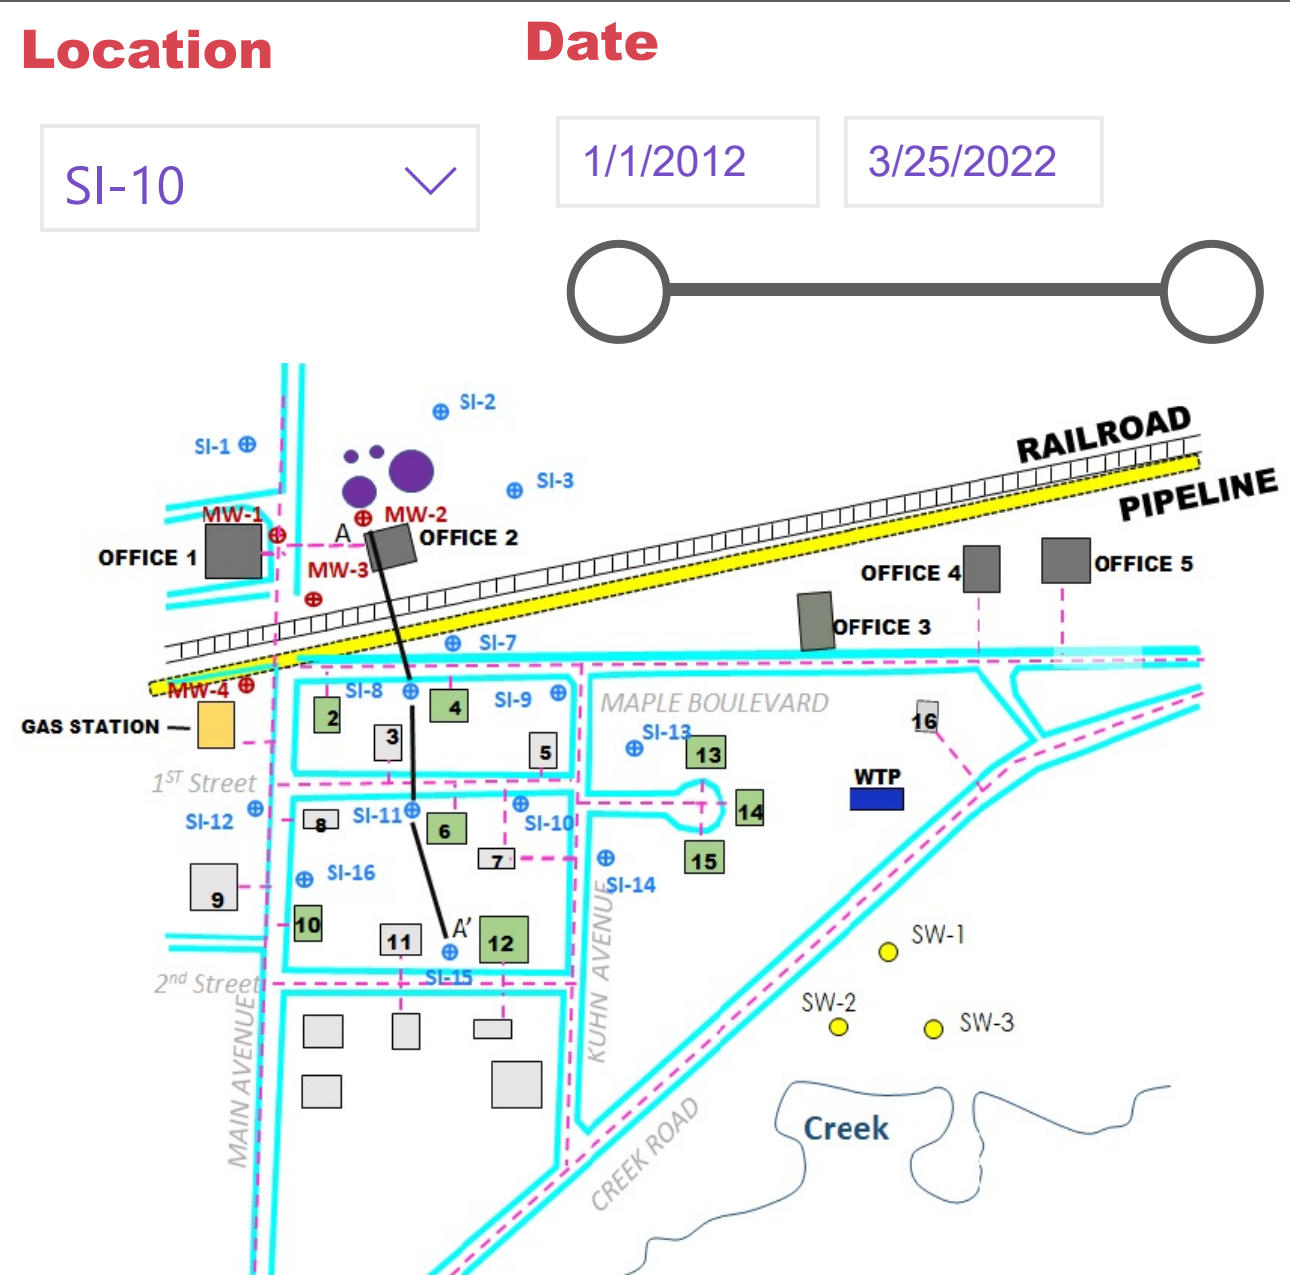 Location
Date
SI-10
1/1/2012
3/25/2022
SI-2
SI-1
SI-3
RAILROAD
PIPELINE
MW-1
MW-2
A
OFFICE 2
OFFICE 1
MW-3
OFFICE 4
OFFICE 5
OFFICE 3
SI-7
MW-4
SI-8
SI-9
MAPLE BOULEVARD
2
4
16
GAS STATION
3
5
SI-13
13
1ST Street
WTP
SI-12
8
SI-11
6
SI-10
14
7
15
9
SI-16
SI-14
10
11
A’
12
SI-15
KUHN AVENUE
SW-1
2nd Street
MAIN AVENUE
SW-2
SW-3
CREEK ROAD
Creek